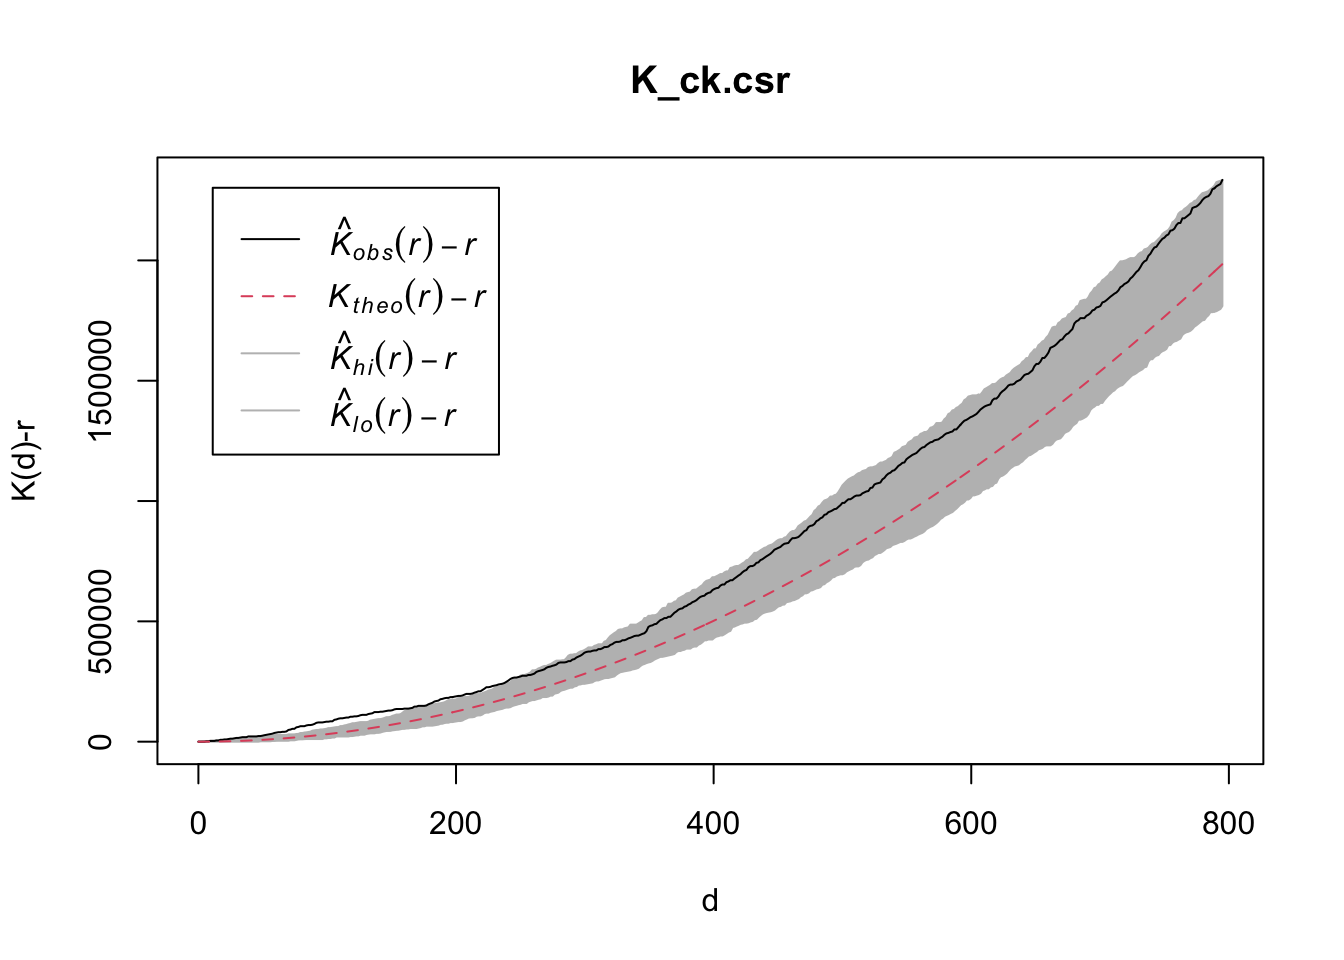 K_ck.csr
K̂obs(r) − r
Ktheo(r) − r
K̂hi(r) − r
K̂lo(r) − r
K(d)-r
0
500000
1500000
0
200
400
600
800
d